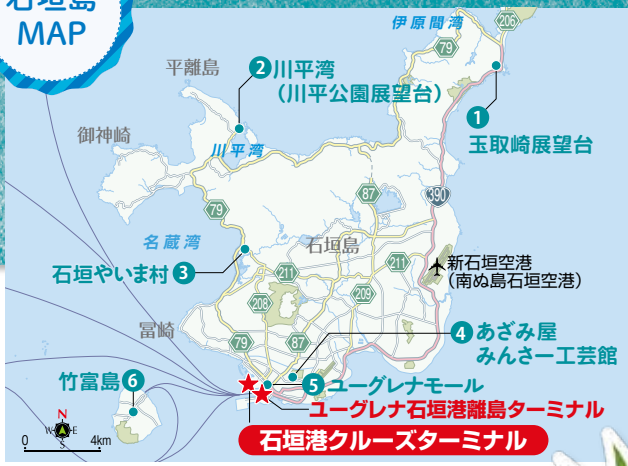 石垣島
MAP
伊原間湾
206
79
平離島
❷川平湾
(川平公園展望台)
❶
玉取崎展望台
御神崎
川平湾
87
390
79
名蔵湾
石垣島
石垣やいま村❸
211
211
新石垣空港
(南ぬ島石垣空港)
209
208
冨崎
79
87
❹あざみ屋
みんさー工芸館
竹富島❻
❺ユーグレナモール
ユーグレナ石垣港離島ターミナル
石垣港クルーズターミナル
N
W E
S
0 4km